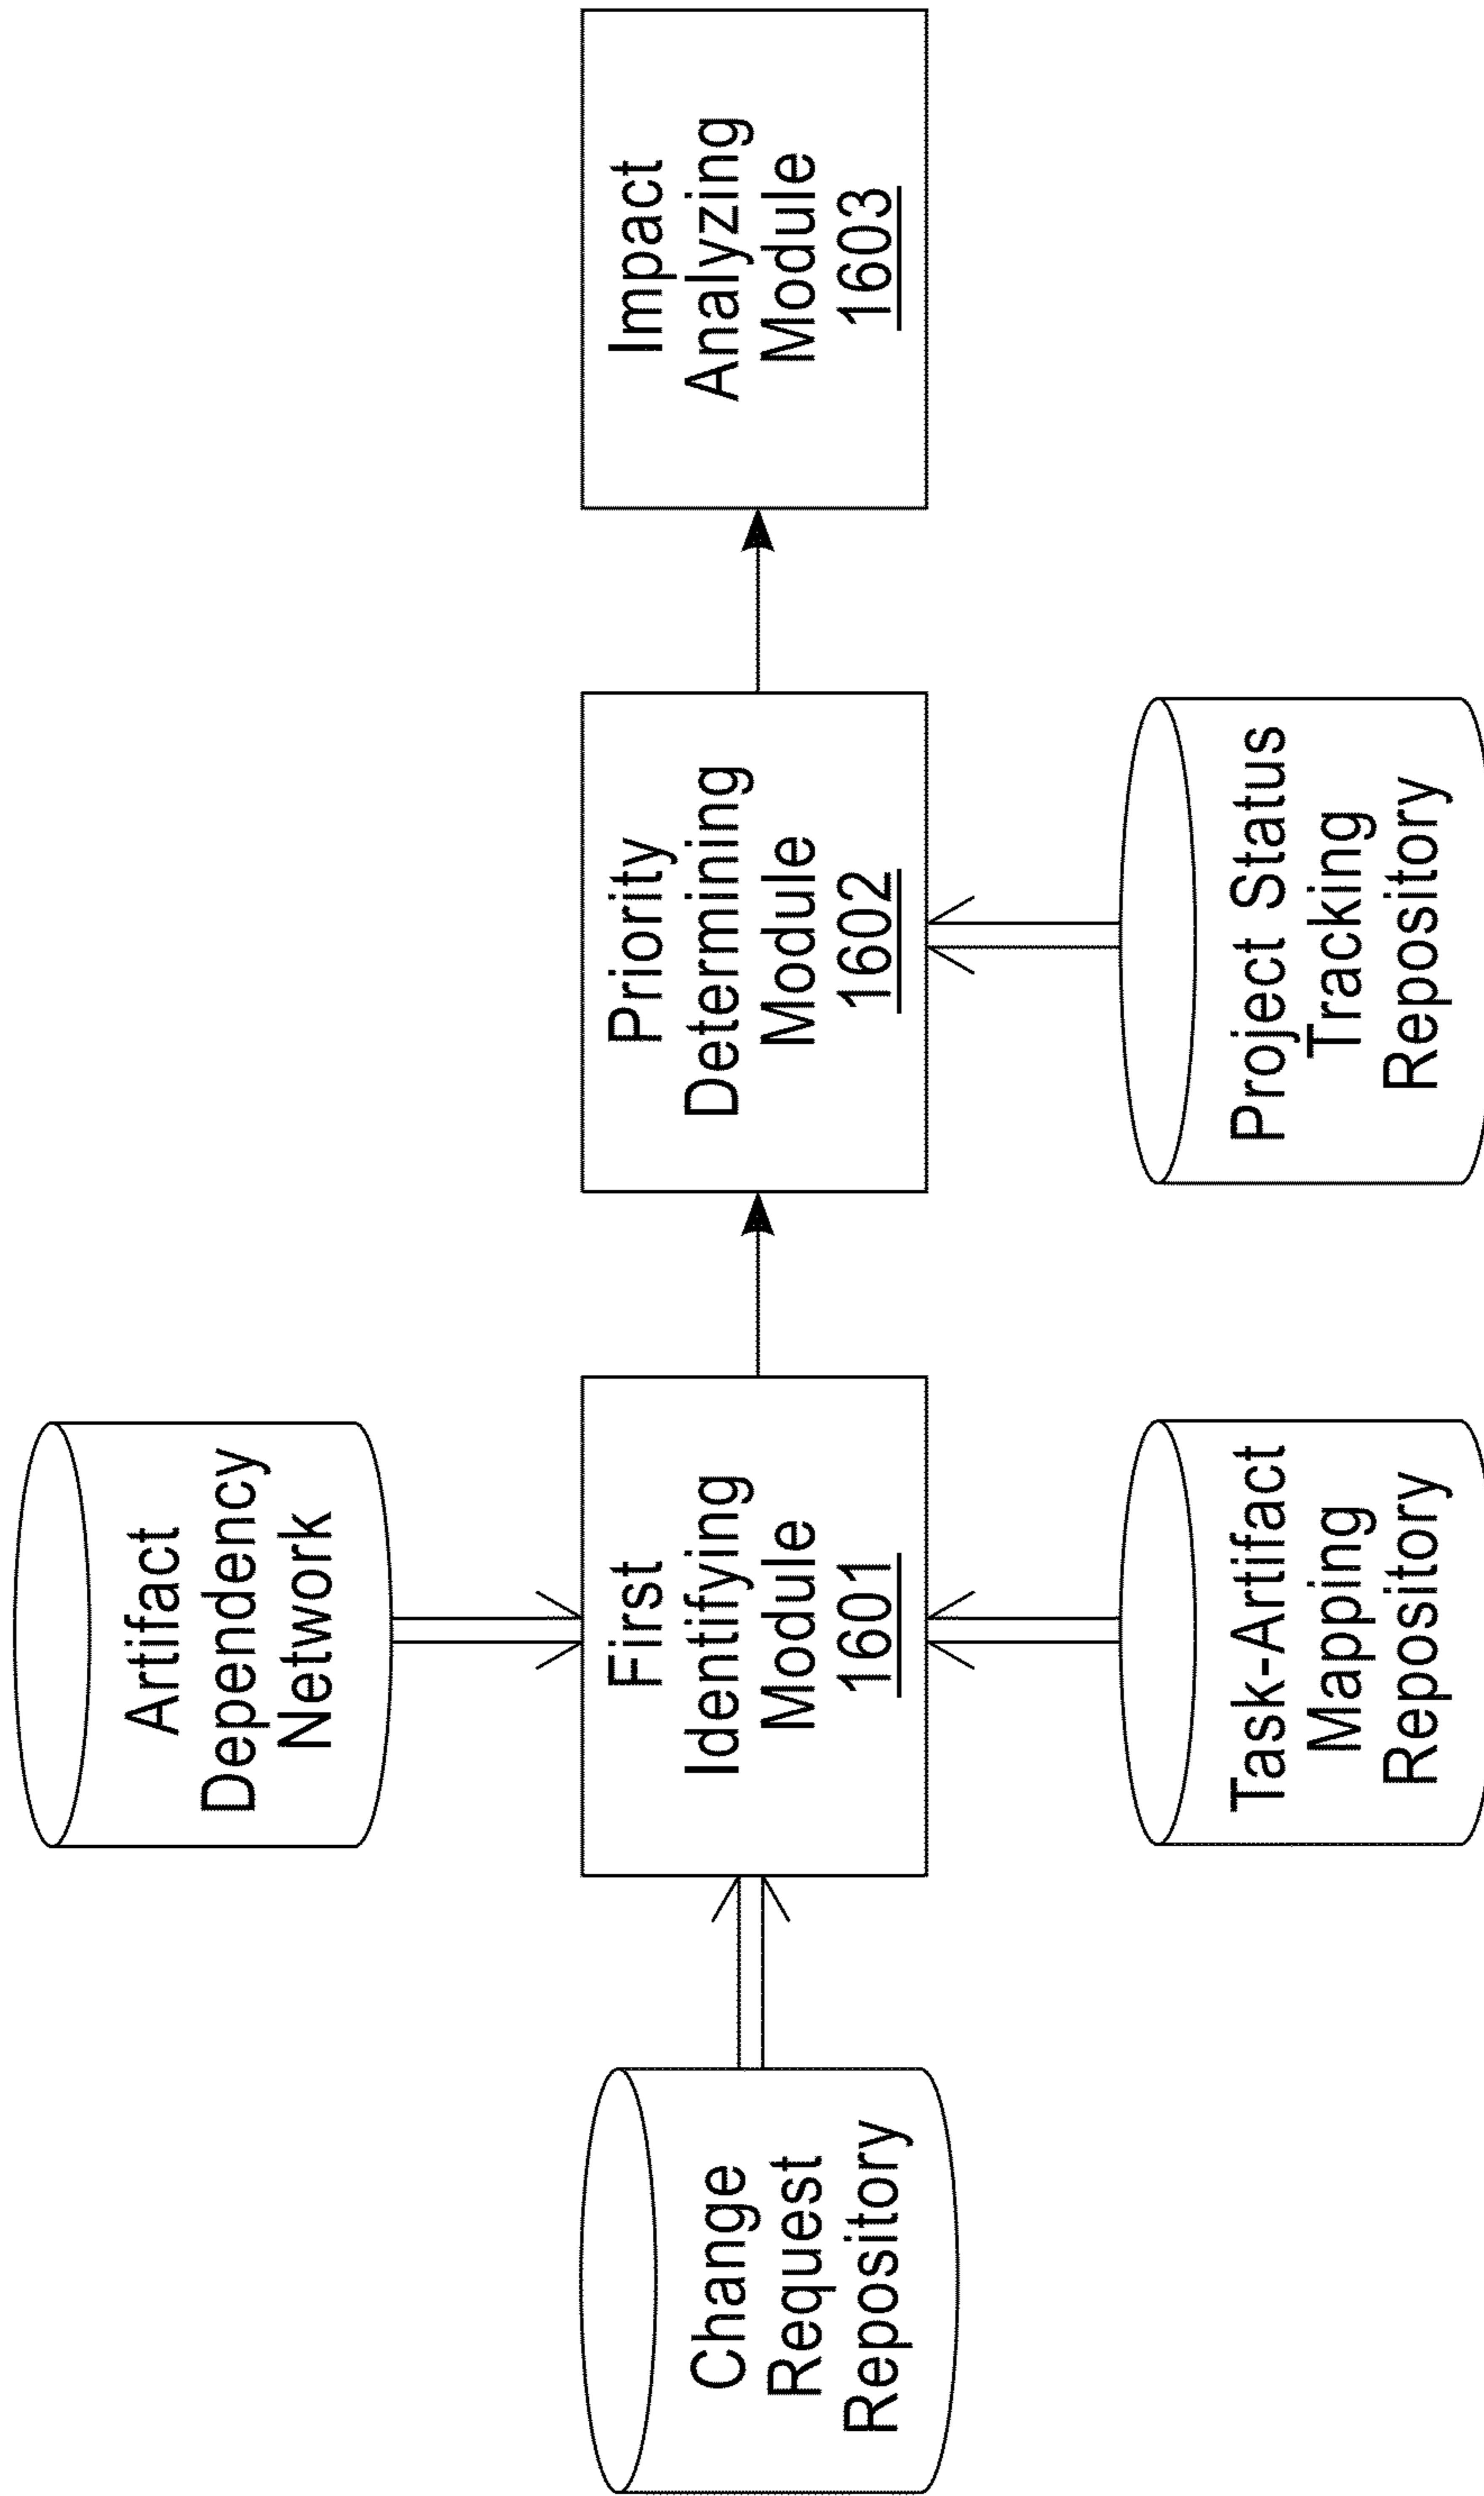 Artifact
Dependency
Network
Change
Request
Repository
First
Identifying
Module
1601
Priority
Determining
Module
1602
Impact
Analyzing
Module
1603
Task-Artifact
Mapping
Repository
Project Status
Tracking
Repository